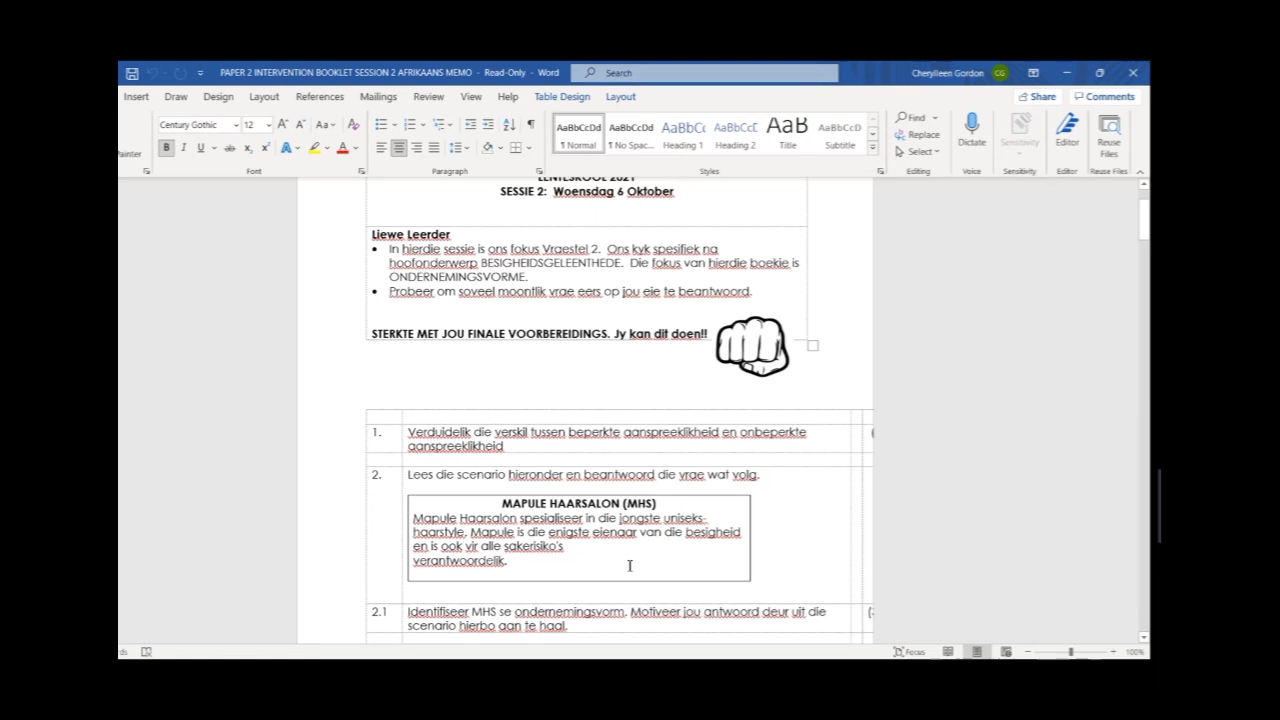 PAPER 2 INTERVENTION BOOKLET SESSION 2 AFRIKAANS MEMO - Read-Only - Word
Search
Cherylleen Gordon
CG
Insert Draw Design Layout References Mailings Review View Help Table Design Layout
Share
Comments
Painter
Century Gothic
12
Font
Paragraph
AaBbCcDd AaBbCcDd AaBbCc AaBbCcC AaB AaBbCcD
¶ Normal ¶ No Spac... Heading 1 Heading 2 Title Subtitle
Styles
Find
Replace
Select
Editing
Dictate
Voice
Sensitivity
Sensitivity
Editor
Editor
Reuse
Files
Reuse Files
LENTESKOOL 2021
SESSIE 2: Woensdag 6 Oktober
Liewe Leerder
• In hierdie sessie is ons fokus Vraestel 2. Ons kyk spesifiek na
hoofonderwerp BESIGHEIDSGELEENTHEDE. Die fokus van hierdie boekie is
ONDERNEMINGSVORME.
• Probeer om soveel moontlik vrae eers op jou eie te beantwoord.
STERKTE MET JOU FINALE VOORBEREIDINGS. Jy kan dit doen!!
1. Verduidelik die verskil tussen beperkte aanspreeklikheid en onbeperkte
aanspreeklikheid
2. Lees die scenario hieronder en beantwoord die vrae wat volg.
MAPULE HAARSALON (MHS)
Mapule Haarsalon spesialiseer in die jongste uniseks-
haarstyle. Mapule is die enigste eienaar van die besigheid
en is ook vir alle sakerisiko's
verantwoordelik.
2.1 Identifiseer MHS se ondernemingsvorm. Motiveer jou antwoord deur uit die
scenario hierbo aan te haal.
Focus
100%